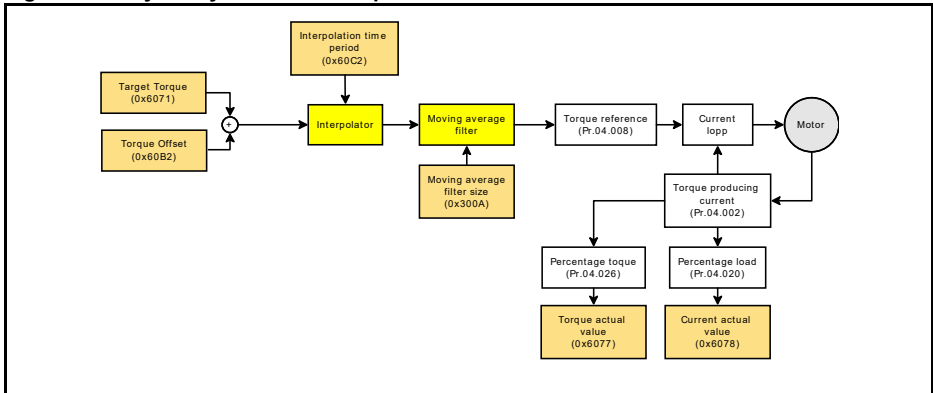 Interpolation time
period
(0x60C2)
Target Torque
(0x6071)
+
Torque Offset
(0x60B2)
Interpolator
Moving average
filter
Torque reference
(Pr.04.008)
Current
lopp
Motor
Moving average
filter size
(0x300A)
Torque producing
current
(Pr.04.002)
Percentage toque
(Pr.04.026)
Percentage load
(Pr.04.020)
Torque actual
value
(0x6077)
Current actual
value
(0x6078)